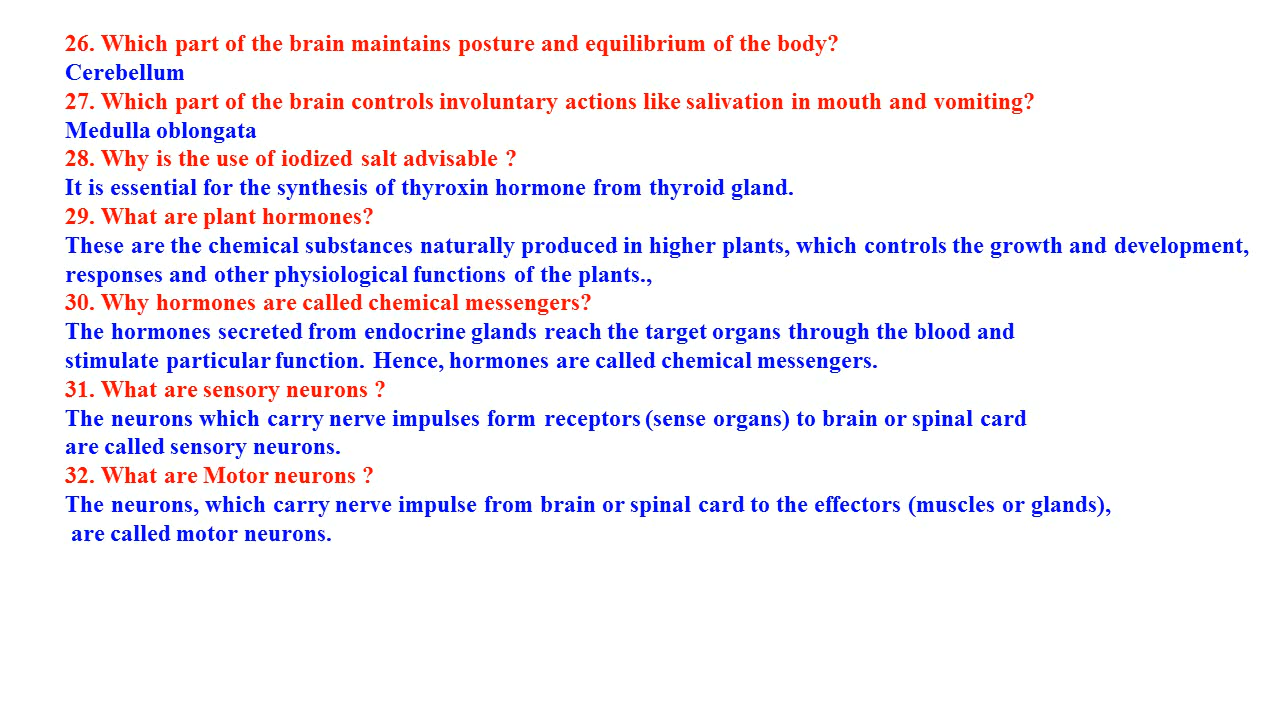 26. Which part of the brain maintains posture and equilibrium of the body?
Cerebellum
27. Which part of the brain controls involuntary actions like salivation in mouth and vomiting?
Medulla oblongata
28. Why is the use of iodized salt advisable ?
It is essential for the synthesis of thyroxin hormone from thyroid gland.
29. What are plant hormones?
These are the chemical substances naturally produced in higher plants, which controls the growth and development,
responses and other physiological functions of the plants.,
30. Why hormones are called chemical messengers?
The hormones secreted from endocrine glands reach the target organs through the blood and
stimulate particular function. Hence, hormones are called chemical messengers.
31. What are sensory neurons ?
The neurons which carry nerve impulses form receptors (sense organs) to brain or spinal card
are called sensory neurons.
32. What are Motor neurons ?
The neurons, which carry nerve impulse from brain or spinal card to the effectors (muscles or glands),
are called motor neurons.